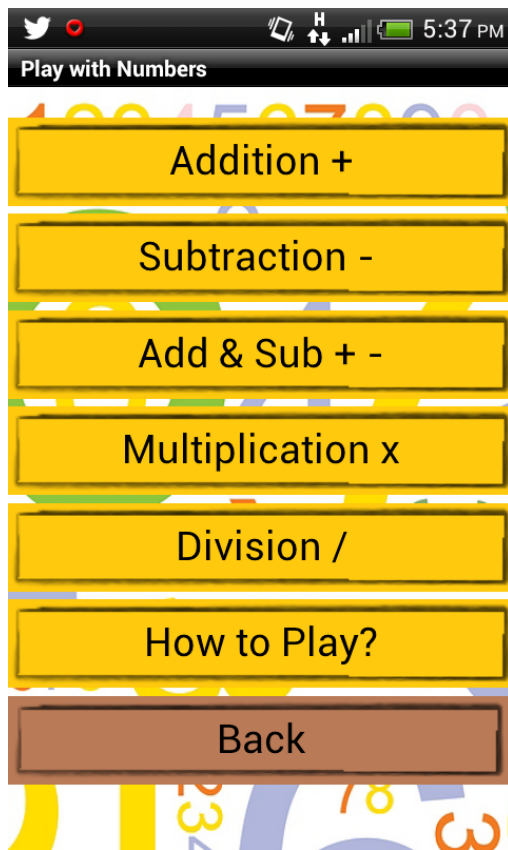 H
5:37 PM
Play with Numbers
Addition +
Subtraction -
Add & Sub + -
Multiplication x
Division /
How to Play?
Back